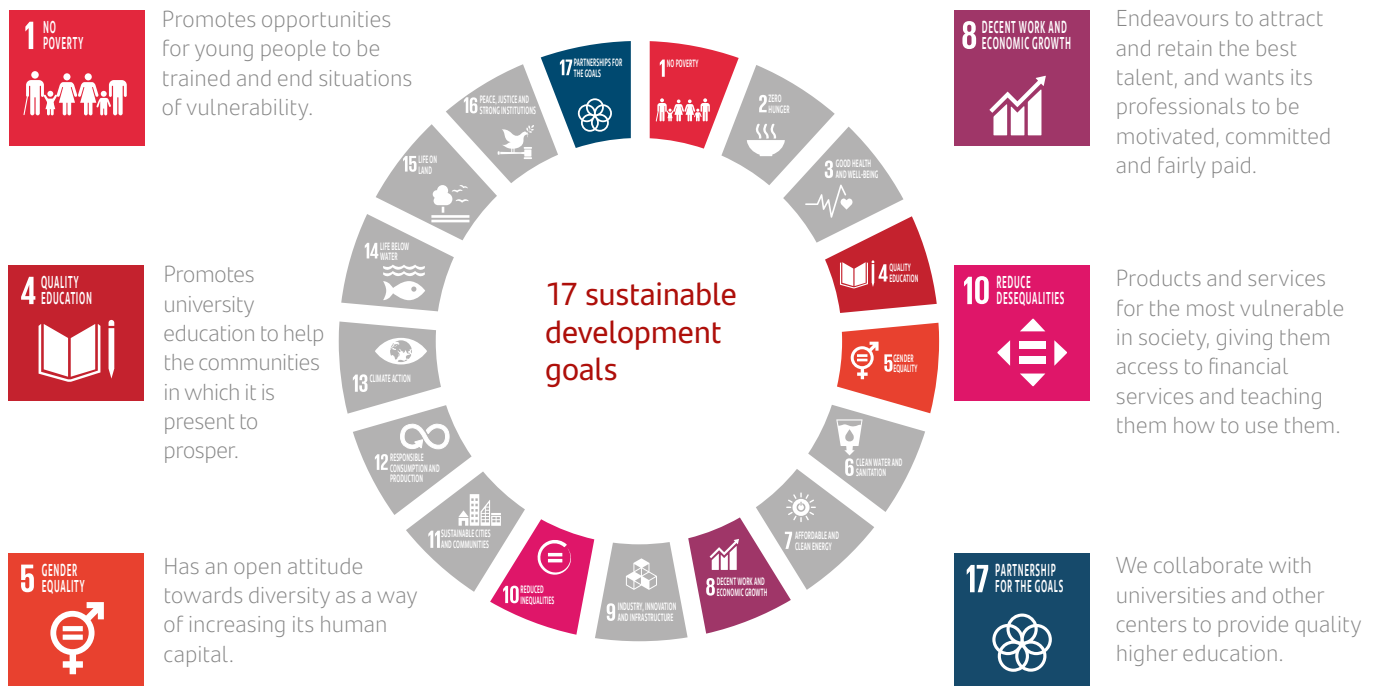 1 NO
POVERTY
Promotes opportunities
for young people to be
trained and end situations
of vulnerability.
4 QUALITY
EDUCATION
Promotes
university
education to help
the communities
in which it is
present to
prosper.
5 GENDER
EQUALITY
Has an open attitude
towards diversity as a way
of increasing its human
capital.
17 sustainable
development
goals
1 NO POVERTY
2 ZERO
HUNGER
3 GOOD HEALTH
AND WELL-BEING
4 QUALITY
EDUCATION
5 GENDER
EQUALITY
6 CLEAN WATER AND
SANITATION
7 AFFORDABLE AND
CLEAN ENERGY
8 DECENT WORK AND
ECONOMIC GROWTH
9 INDUSTRY, INNOVATION
AND INFRASTRUCTURE
10 REDUCED
INEQUALITIES
11 SUSTAINABLE CITIES
AND COMMUNITIES
12 RESPONSIBLE
CONSUMPTION AND
PRODUCTION
13 CLIMATE ACTION
14 LIFE BELOW
WATER
15 LIFE ON
LAND
16 PEACE, JUSTICE AND
STRONG INSTITUTIONS
17 PARTNERSHIPS FOR
THE GOALS
8 DECENT WORK AND
ECONOMIC GROWTH
Endeavours to attract
and retain the best
talent, and wants its
professionals to be
motivated, committed
and fairly paid.
10 REDUCE
DESEQUALITIES
Products and services
for the most vulnerable
in society, giving them
access to financial
services and teaching
them how to use them.
17 PARTNERSHIP
FOR THE GOALS
We collaborate with
universities and other
centers to provide quality
higher education.